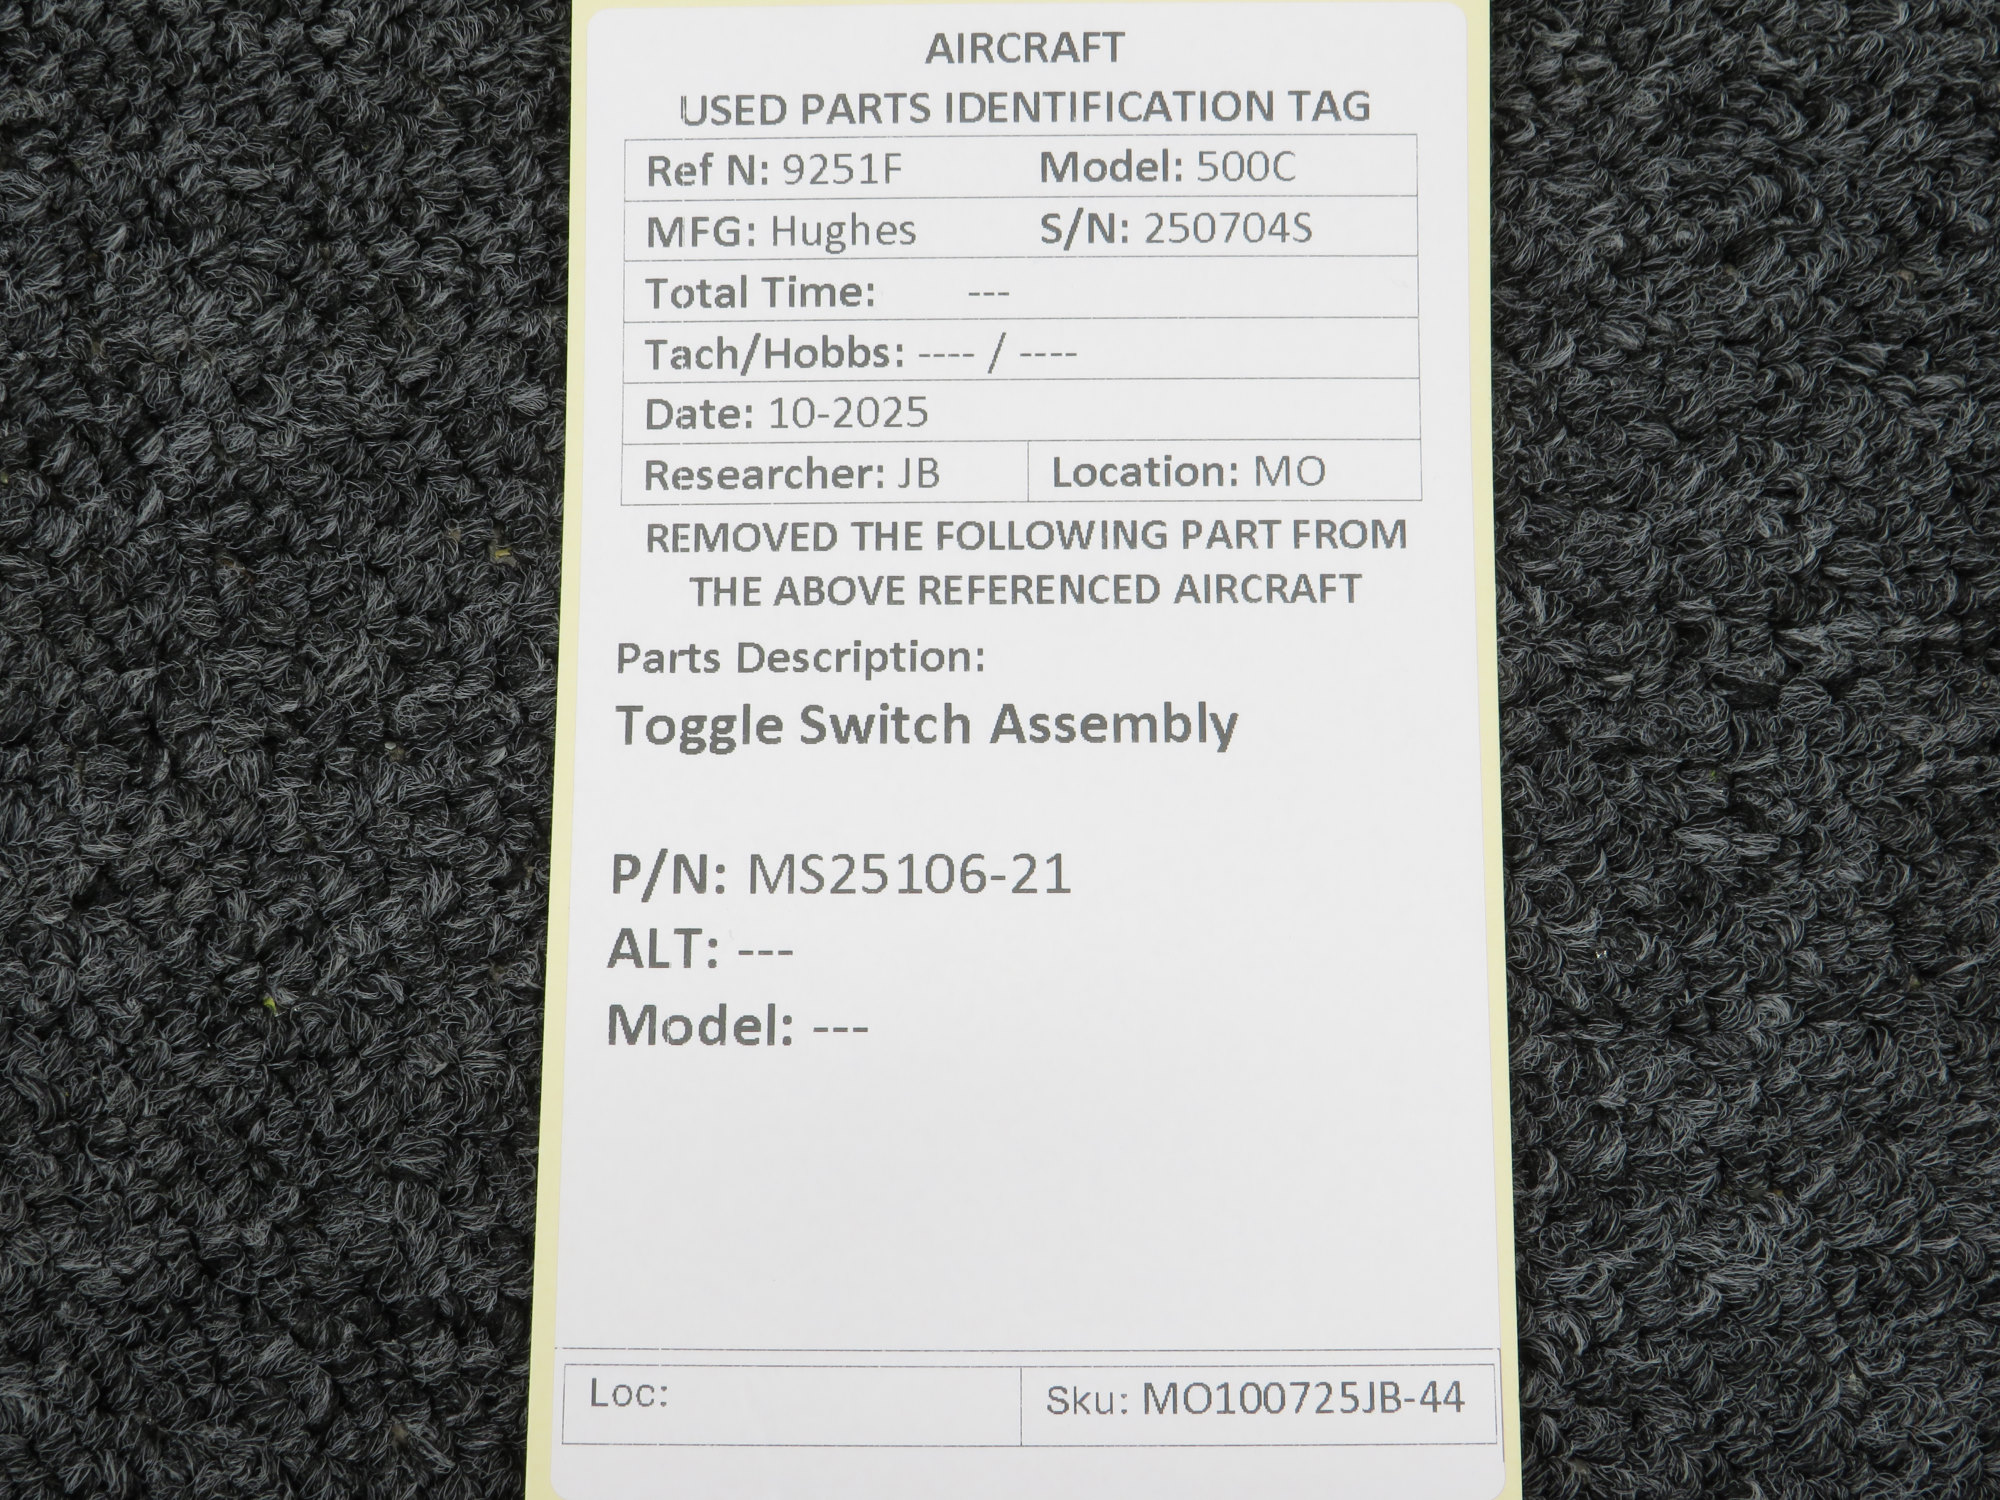 AIRCRAFT
USED PARTS IDENTIFICATION TAG
Ref N: 9251F Model: 500C
MFG: Hughes S/N: 250704S
Total Time: ---
Tach/Hobbs: ---- / ----
Date: 10-2025
Researcher: JB Location: MO
REMOVED THE FOLLOWING PART FROM
THE ABOVE REFERENCED AIRCRAFT
Parts Description:
Toggle Switch Assembly
P/N: MS25106-21
ALT: ---
Model: ---
Loc: Sku: MO100725JB-44